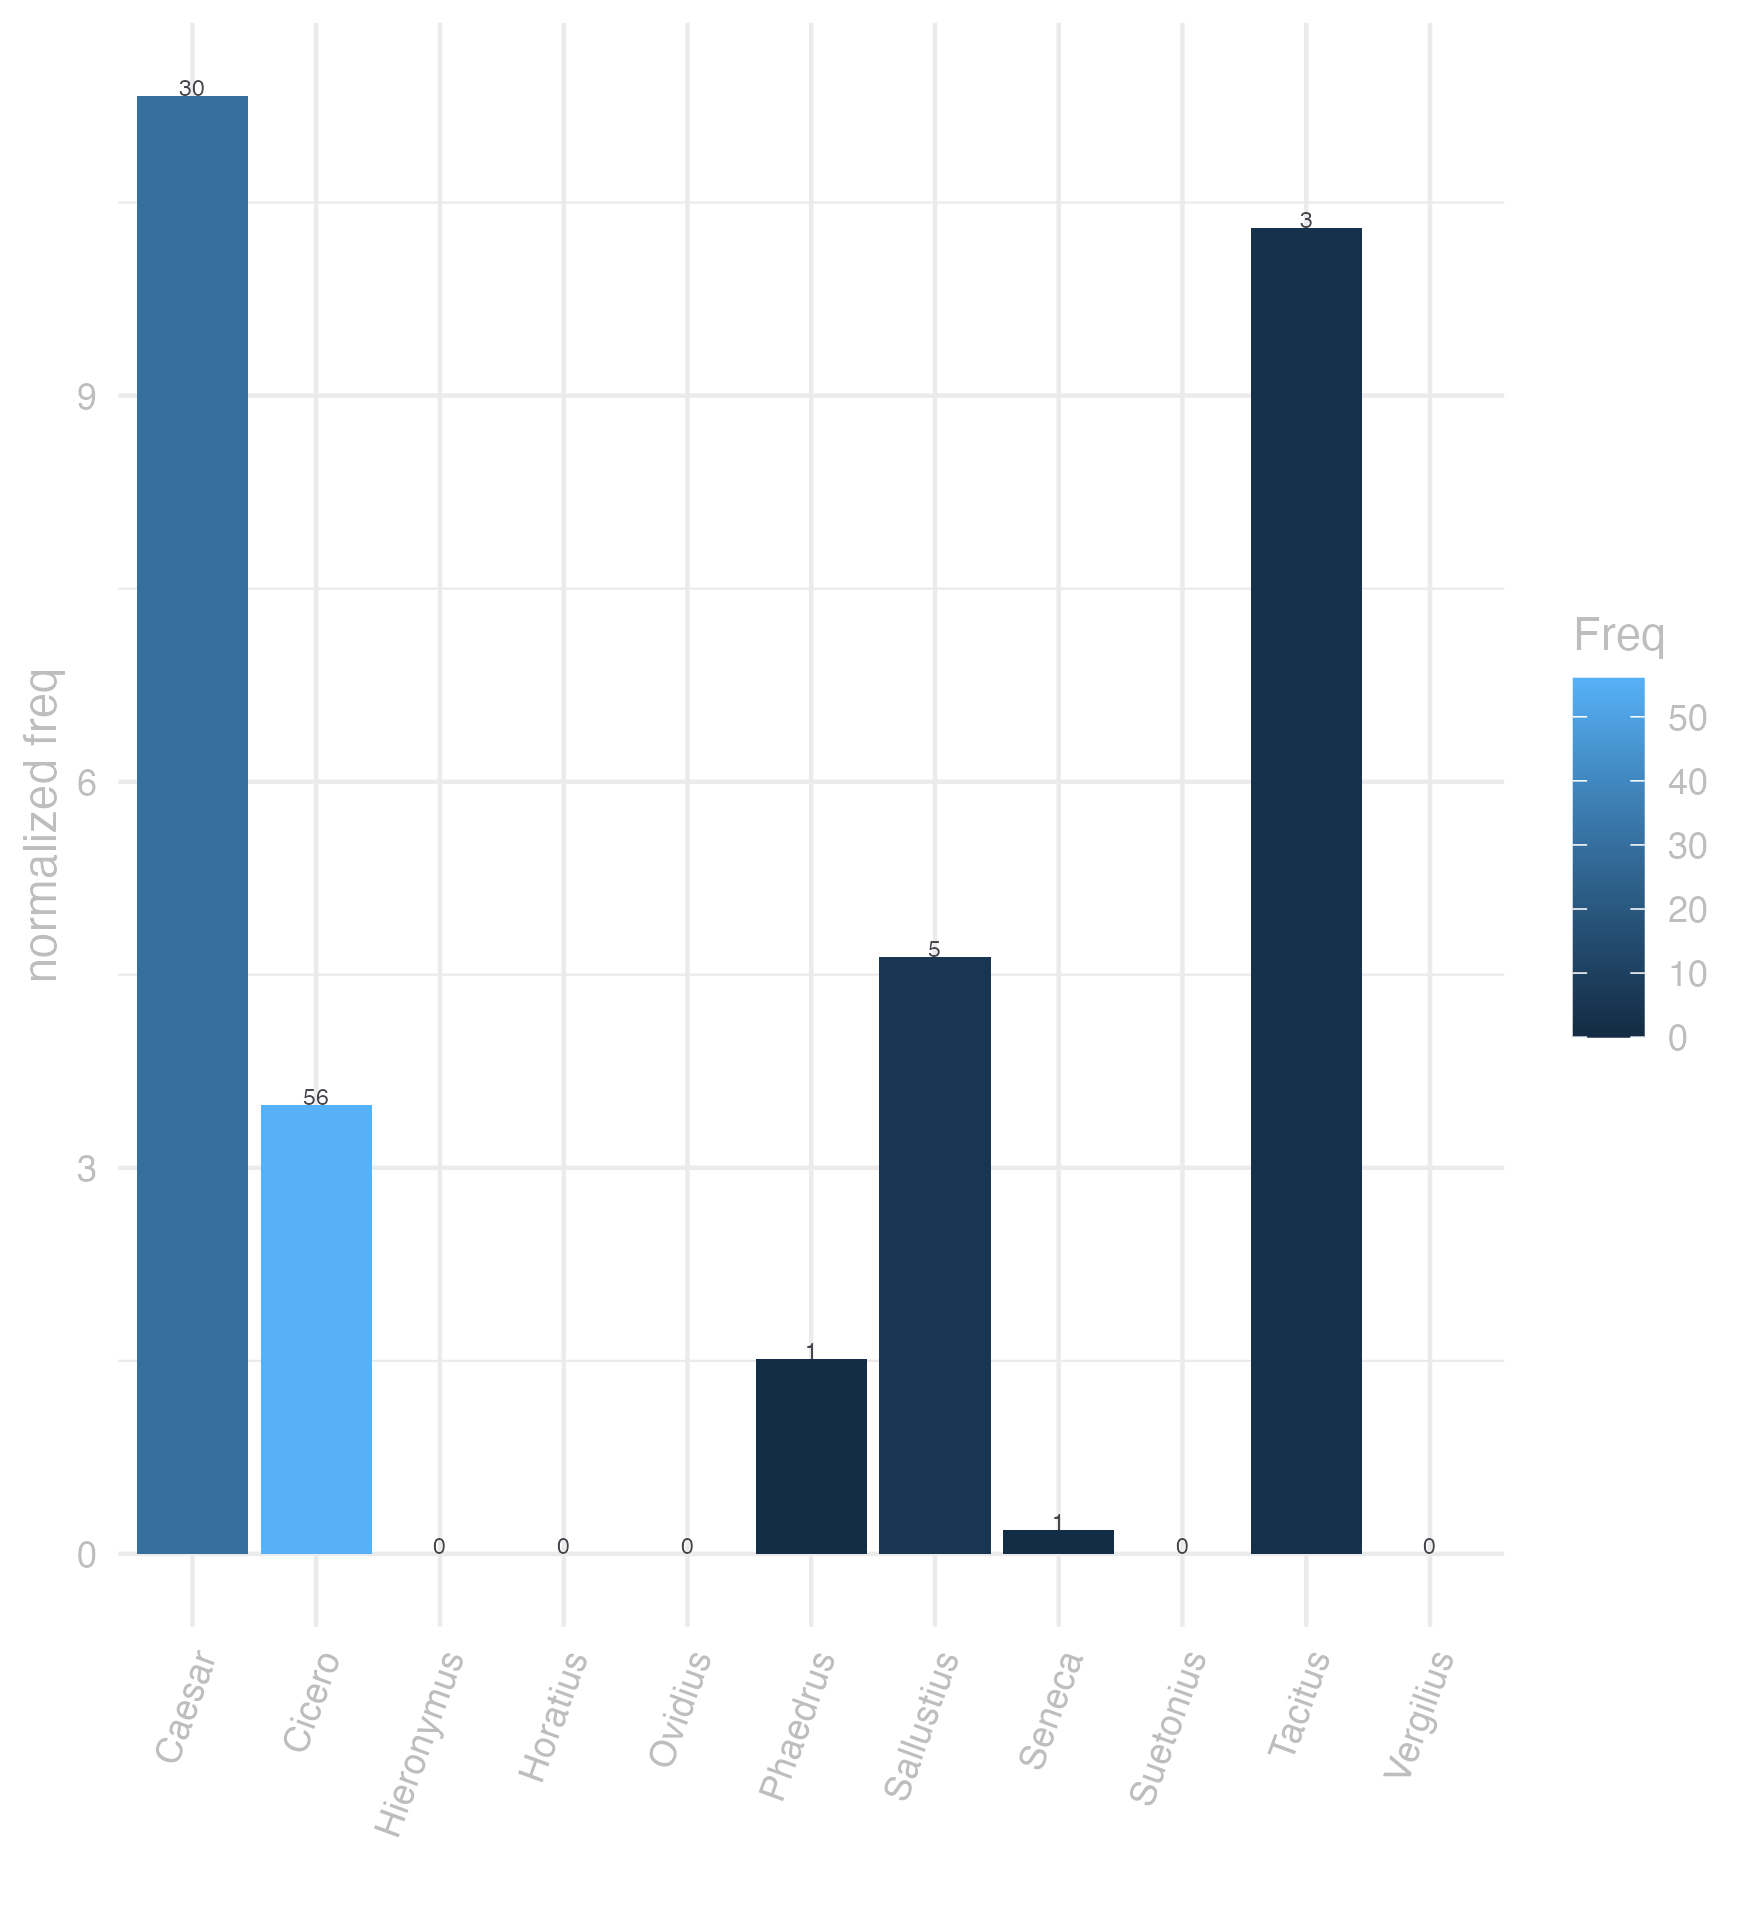 30
3
9
Freq
normalized freq
50
6
40
30
20
5
10
0
56
3
1
1
0
0
0
0
0
0
Caesar
Cicero
Hieronymus
Horatius
Ovidius
Phaedrus
Sallustius
Seneca
Suetonius
Tacitus
Vergilius